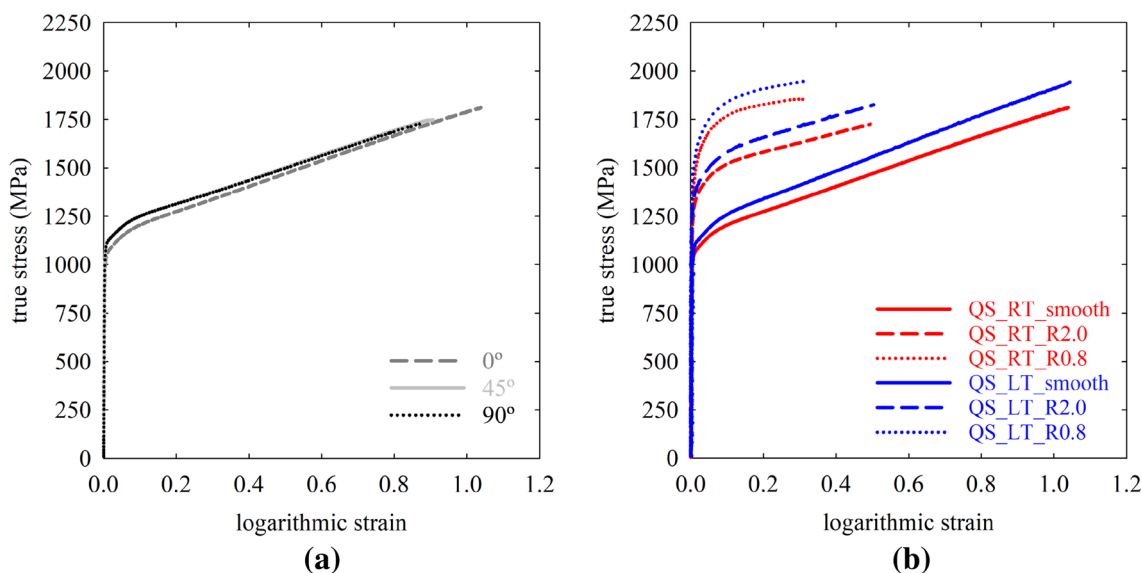 2250
2000
1750
1500
1250
1000
750
500
250
0
0.0 0.2 0.4 0.6 0.8 1.0 1.2
true stress (MPa)
logarithmic strain
0º
45º
90º
(a)
2250
2000
1750
1500
1250
1000
750
500
250
0
0.0 0.2 0.4 0.6 0.8 1.0 1.2
true stress (MPa)
logarithmic strain
QS_RT_smooth
QS_RT_R2.0
QS_RT_R0.8
QS_LT_smooth
QS_LT_R2.0
QS_LT_R0.8
(b)